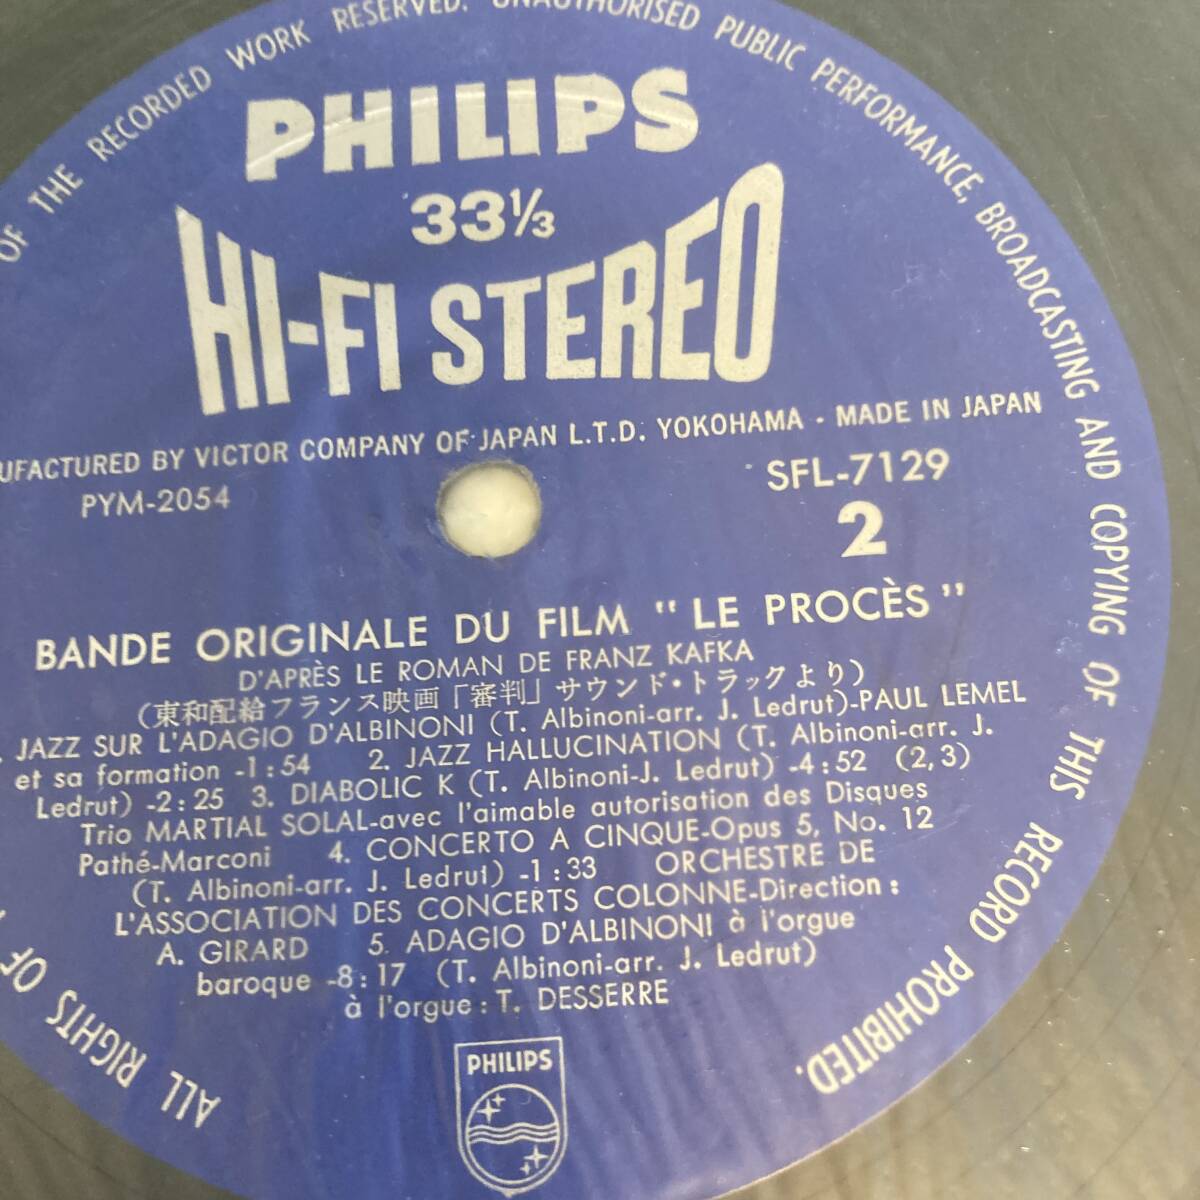 OF THE RECORDED WORK RESERVED. UNAUTHORISED PUBLIC PERFORMANCE, BROADCASTING AND COPYING OF THIS RECORD PROHIBITED.
PHILIPS
33⅓
HI-FI STEREO
UFACTURED BY VICTOR COMPANY OF JAPAN L.T.D. YOKOHAMA · MADE IN JAPAN
PYM-2054
SFL-7129
2
BANDE ORIGINALE DU FILM "LE PROCÈS"
D'APRÈS LE ROMAN DE FRANZ KAFKA
(東和配給フランス映画「審判」サウンド・トラックより)
. JAZZ SUR L'ADAGIO D'ALBINONI (T. Albinoni-arr. J. Ledrut)-PAUL LEMEL
et sa formation -1:54 2. JAZZ HALLUCINATION (T. Albinoni-arr. J.
Ledrut) -2:25 3. DIABOLIC K (T. Albinoni-J. Ledrut) -4:52 (2,3)
Trio MARTIAL SOLAL-avec l'aimable autorisation des Disques
Pathé-Marconi 4. CONCERTO A CINQUE-Opus 5, No. 12
(T. Albinoni-arr. J. Ledrut) -1:33 ORCHESTRE DE
L'ASSOCIATION DES CONCERTS COLONNE-Direction:
A. GIRARD 5. ADAGIO D'ALBINONI à l'orgue
baroque -8:17 (T. Albinoni-arr. J. Ledrut)
à l'orgue: T. DESSERRE
PHILIPS
ALL RIGHTS OF